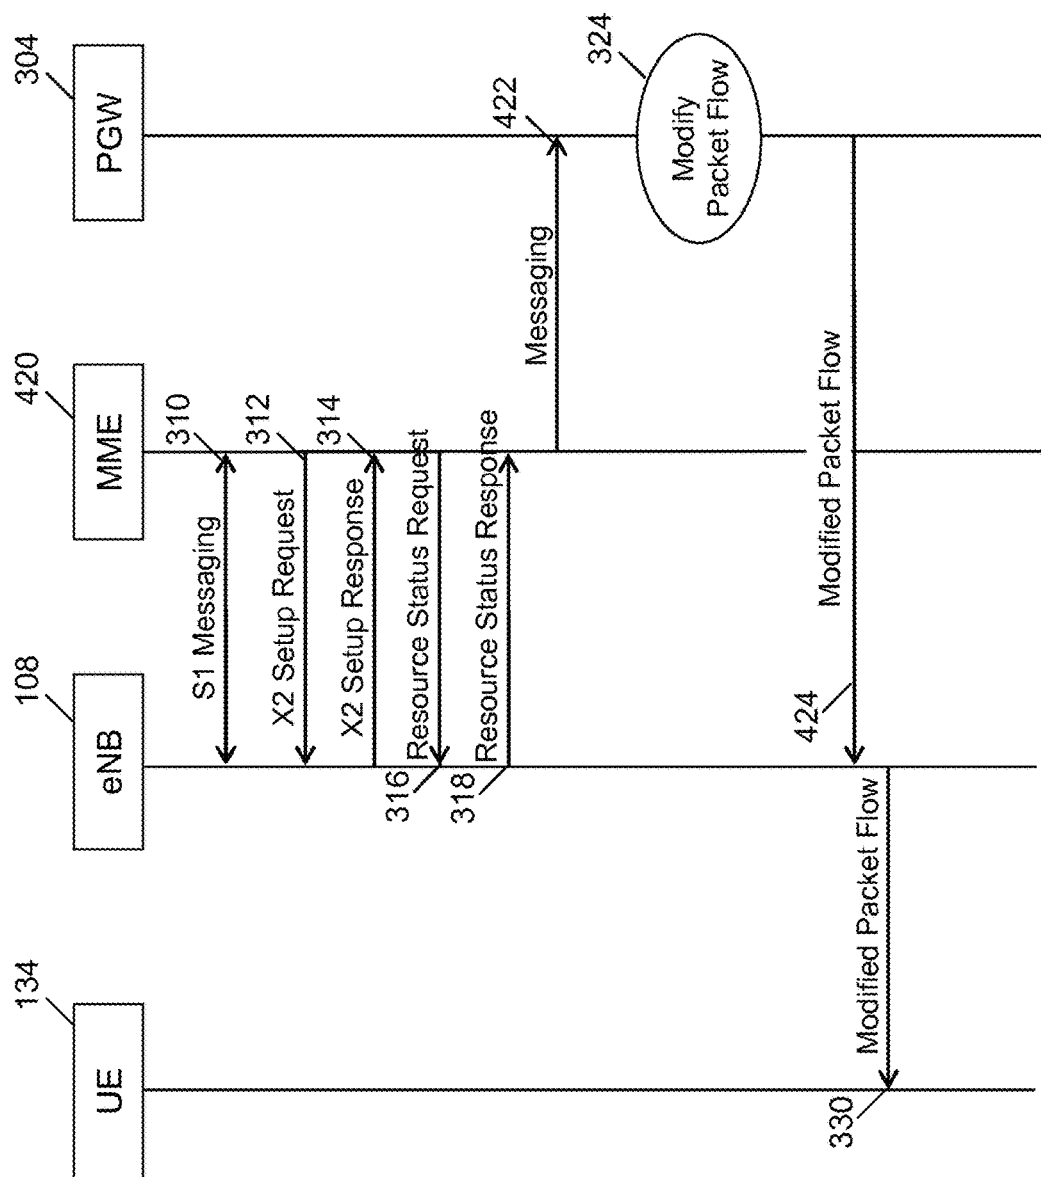 134
108
420
304
UE
eNB
MME
PGW
S1 Messaging
310
X2 Setup Request
312
X2 Setup Response
314
316
Resource Status Request
318
Resource Status Response
Messaging
422
324
Modify
Packet Flow
424
Modified Packet Flow
330
Modified Packet Flow